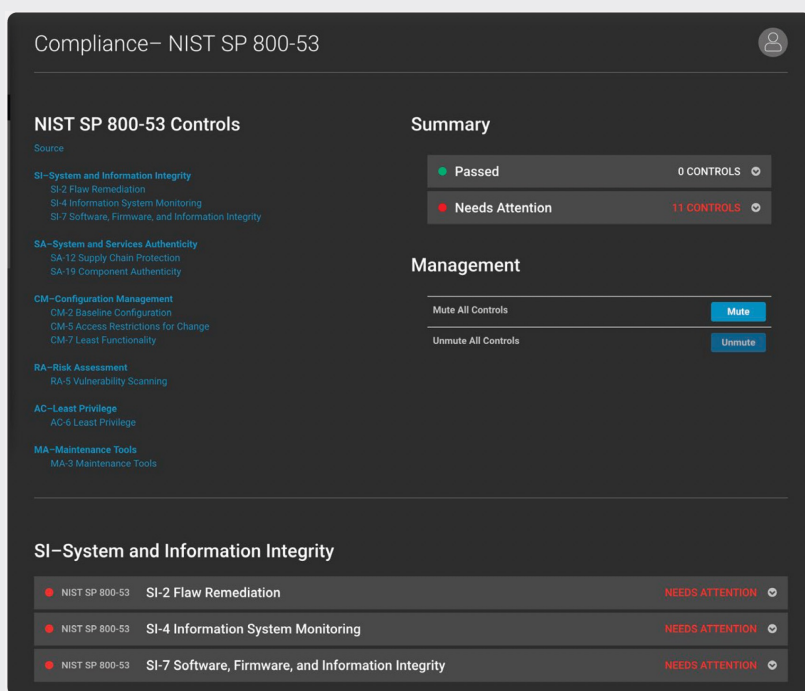 Compliance– NIST SP 800-53
NIST SP 800-53 Controls
Source
SI–System and Information Integrity
SI-2 Flaw Remediation
SI-4 Information System Monitoring
SI-7 Software, Firmware, and Information Integrity
SA–System and Services Authenticity
SA-12 Supply Chain Protection
SA-19 Component Authenticity
CM–Configuration Management
CM-2 Baseline Configuration
CM-5 Access Restrictions for Change
CM-7 Least Functionality
RA–Risk Assessment
RA-5 Vulnerability Scanning
AC–Least Privilege
AC-6 Least Privilege
MA–Maintenance Tools
MA-3 Maintenance Tools
Summary
Passed 0 CONTROLS
Needs Attention 11 CONTROLS
Management
Mute All Controls Mute
Unmute All Controls Unmute
SI–System and Information Integrity
NIST SP 800-53 SI-2 Flaw Remediation NEEDS ATTENTION
NIST SP 800-53 SI-4 Information System Monitoring NEEDS ATTENTION
NIST SP 800-53 SI-7 Software, Firmware, and Information Integrity NEEDS ATTENTION